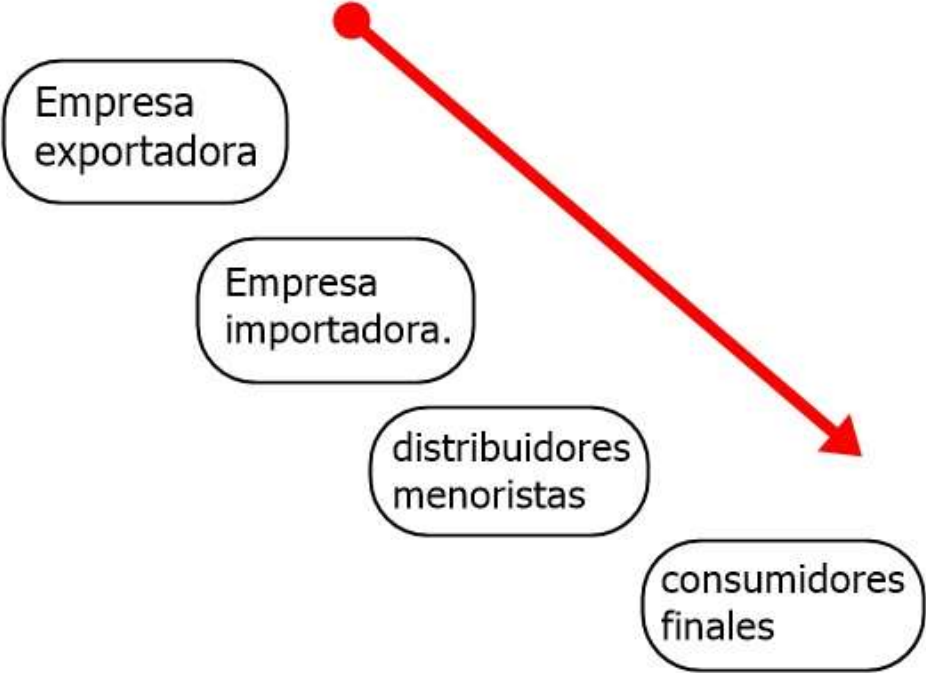 Empresa
exportadora
Empresa
importadora.
distribuidores
menoristas
consumidores
finales